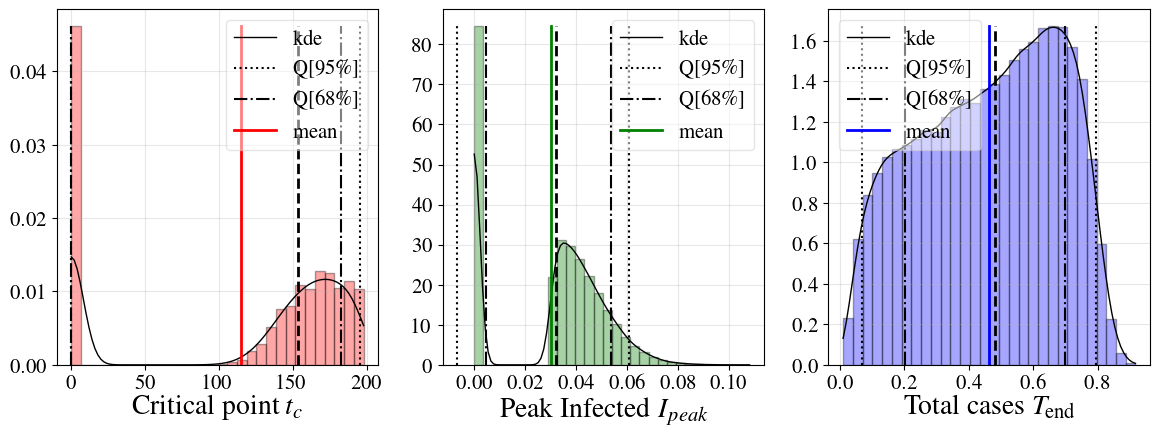 kde
Q[95%]
Q[68%]
mean
0.04
0.03
0.02
0.01
0.00
0
50
100
150
200
Critical point t_c
kde
Q[95%]
Q[68%]
mean
80
70
60
50
40
30
20
10
0
0.00
0.02
0.04
0.06
0.08
0.10
Peak Infected I_peak
kde
Q[95%]
Q[68%]
mean
1.6
1.4
1.2
1.0
0.8
0.6
0.4
0.2
0.0
0.0
0.2
0.4
0.6
0.8
Total cases T_end